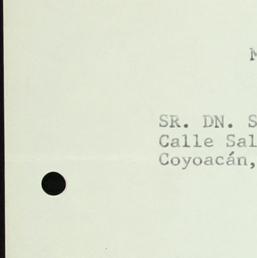 SR. DN. S
Calle Sal
Coyoacán,